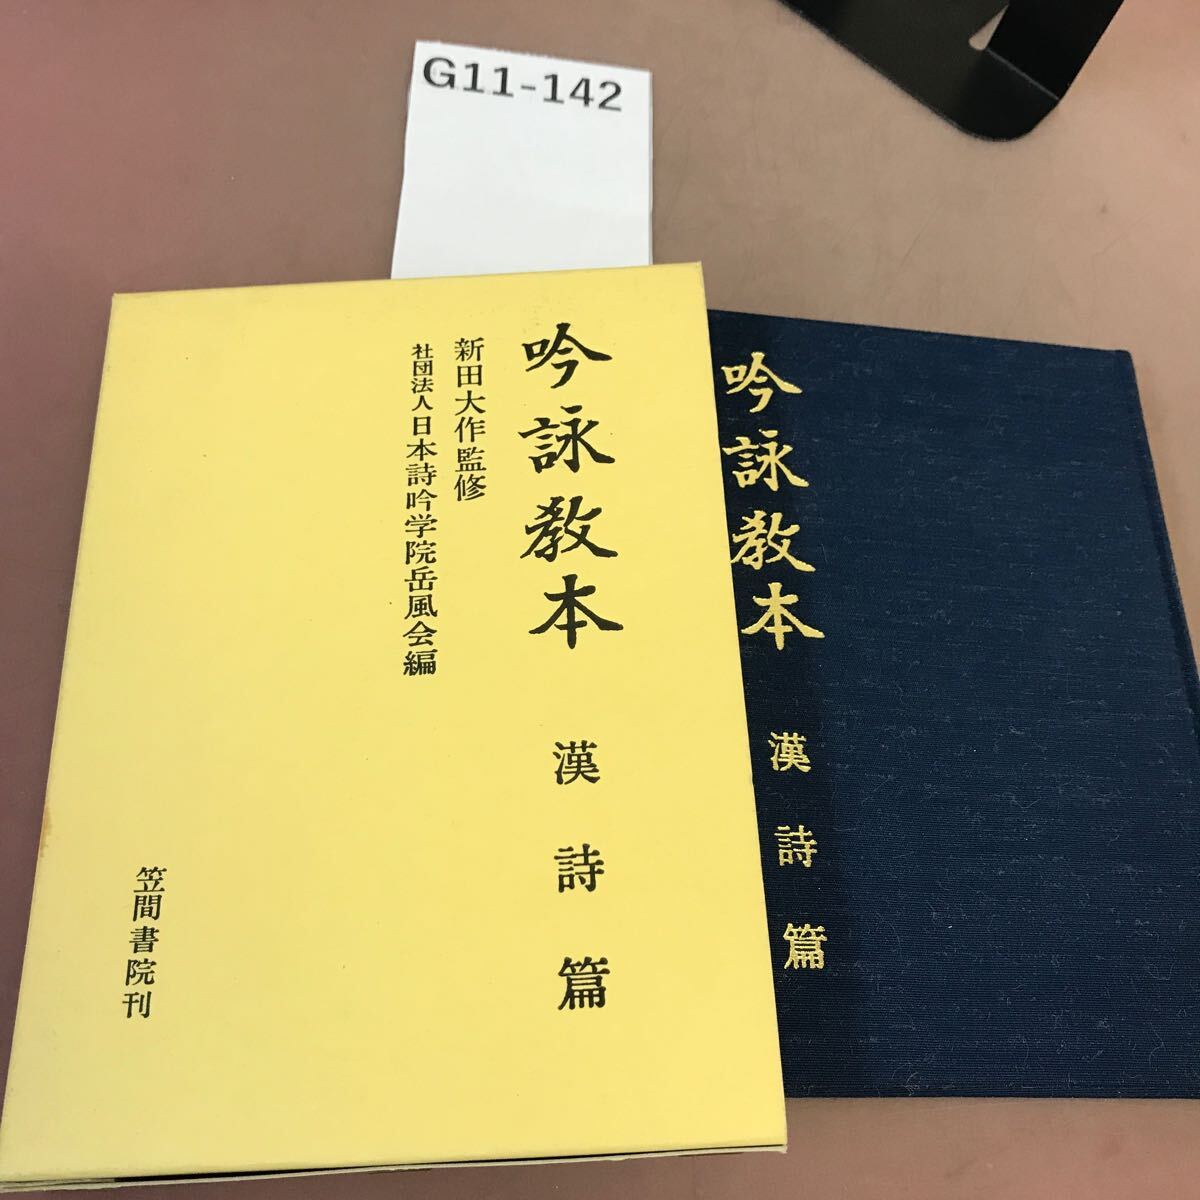 G11-142
吟詠教本 漢詩篇
新田大作監修
社団法人日本詩吟学院岳風会編
笠間書院刊
吟詠教本 漢詩篇